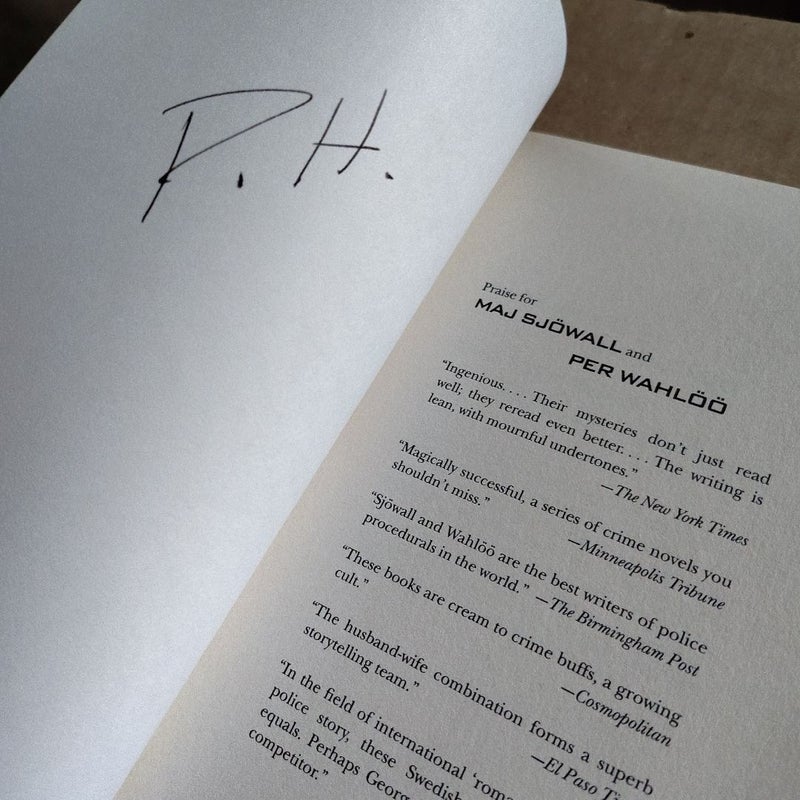 P. H.
Praise for
MAJ SJÖWALL and
PER WAHLÖÖ
“Ingenious. . . . Their mysteries don’t just read
well; they reread even better. . . . The writing is
lean, with mournful undertones.”
—The New York Times
“Magically successful, a series of crime novels you
shouldn’t miss.”
—Minneapolis Tribune
“Sjöwall and Wahlöö are the best writers of police
procedurals in the world.” —The Birmingham Post
“These books are cream to crime buffs, a growing
cult.”
—Cosmopolitan
“The husband-wife combination forms a superb
storytelling team.”
—El Paso
“In the field of international
police story, these
equals. Perhaps
competitor.”